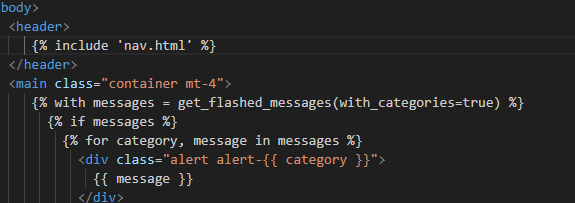 body>
<header>
{% include 'nav.html' %}
</header>
<main class="container mt-4">
{% with messages = get_flashed_messages(with_categories=true) %}
{% if messages %}
{% for category, message in messages %}
<div class="alert alert-{{ category }}">
{{ message }}
</div>